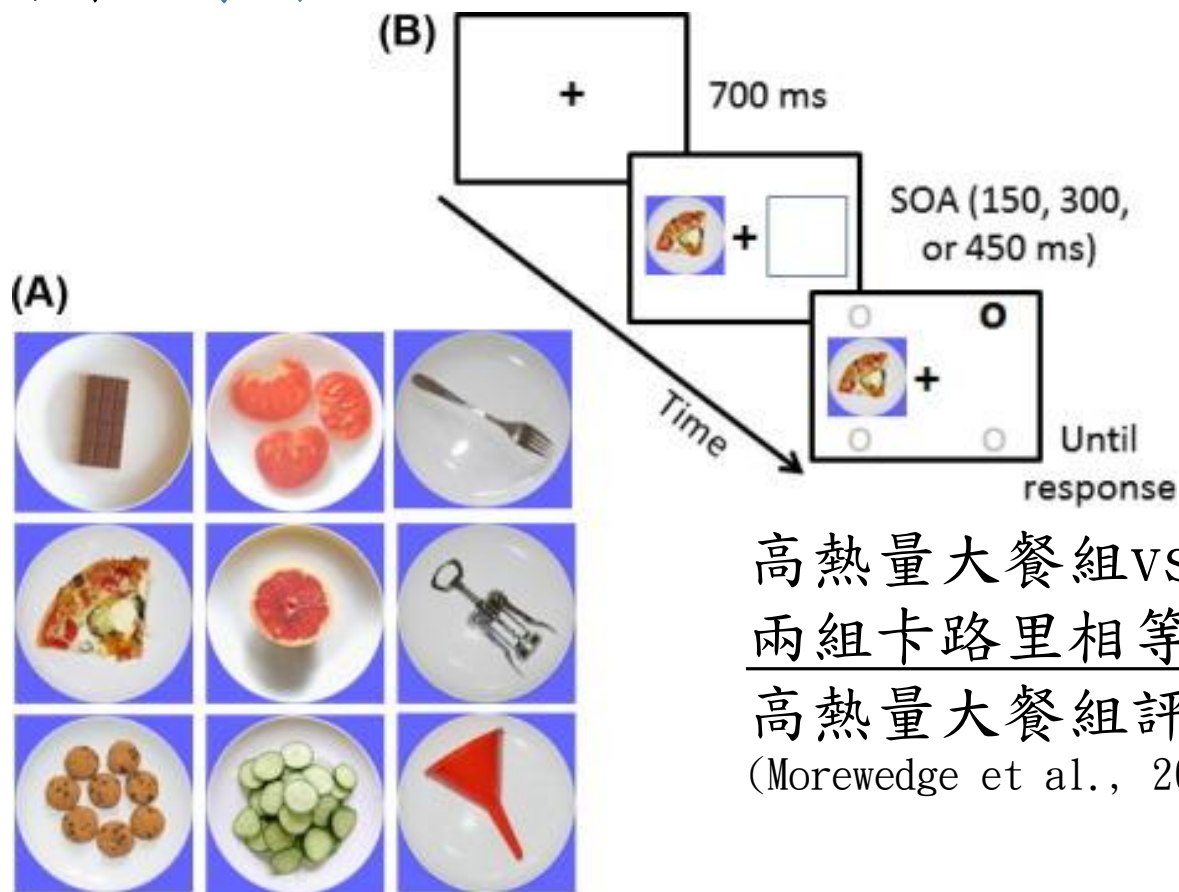 (B)
+
700 ms
+
SOA (150, 300,
or 450 ms)
O
O
+
O
O
Time
Until
response
(A)
高熱量大餐組vs
兩組卡路里相等
高熱量大餐組評
(Morewedge et al., 20